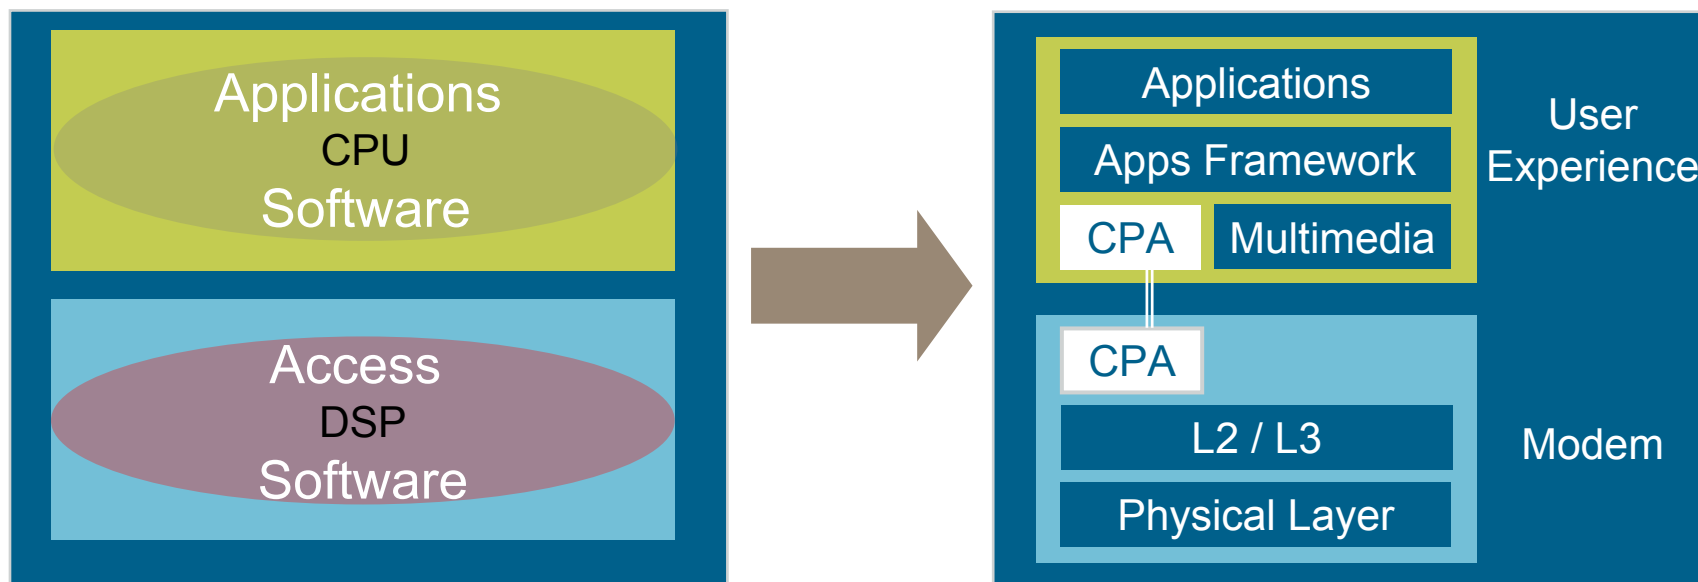 Applications
CPU
Software
Access
DSP
Software
Applications
Apps Framework
CPA
Multimedia
User
Experience
CPA
L2 / L3
Physical Layer
Modem